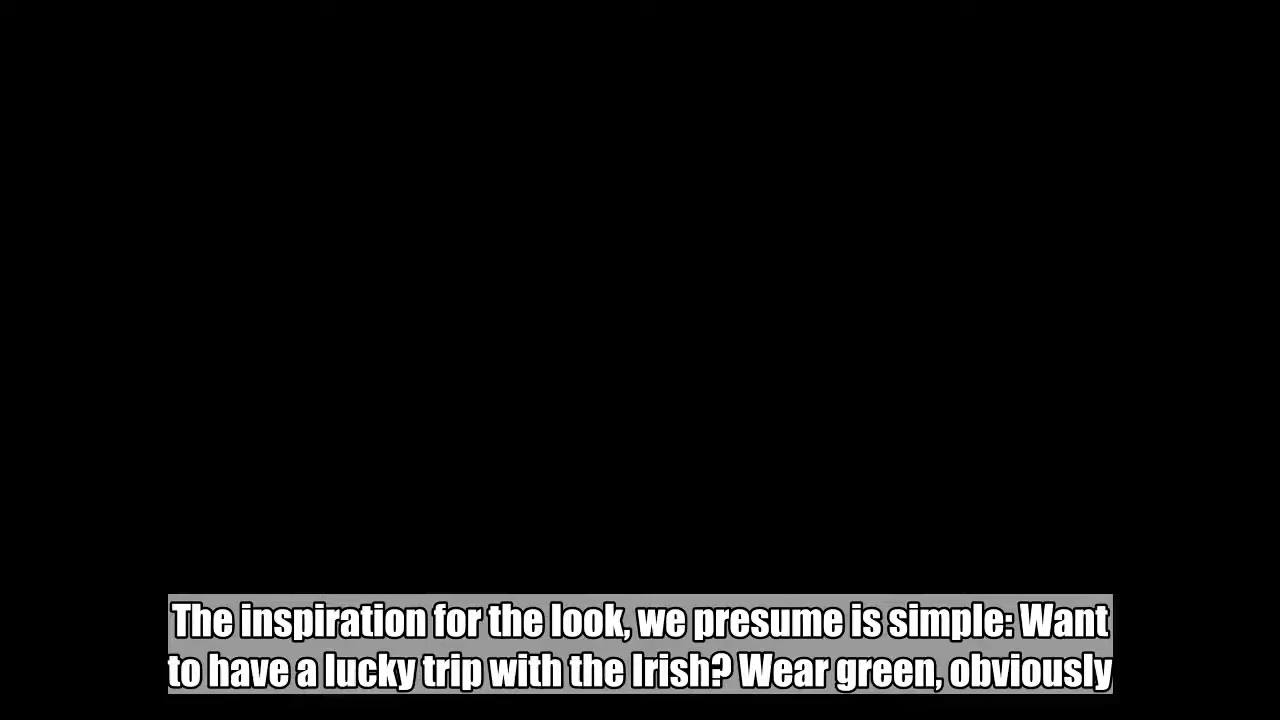 The inspiration for the look, we presume is simple: Want
to have a lucky trip with the Irish? Wear green, obviously